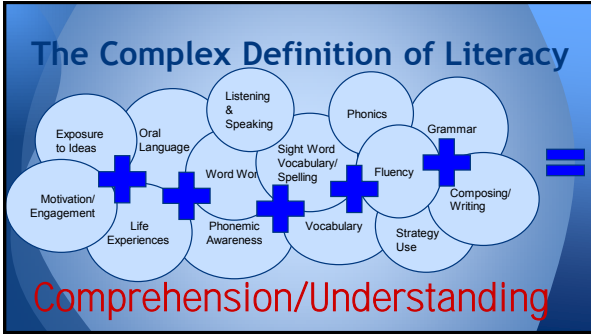 The Complex Definition of Literacy
Listening
&
Speaking
Phonics
Exposure
to Ideas
Oral
Language
Grammar
Sight Word
Vocabulary/
Spelling
Word
Fluency
Motivation/
Engagement
Composing/
Writing
Life
Experiences
Phonemic
Awareness
Vocabulary
Strategy
Use
Comprehension/Understanding